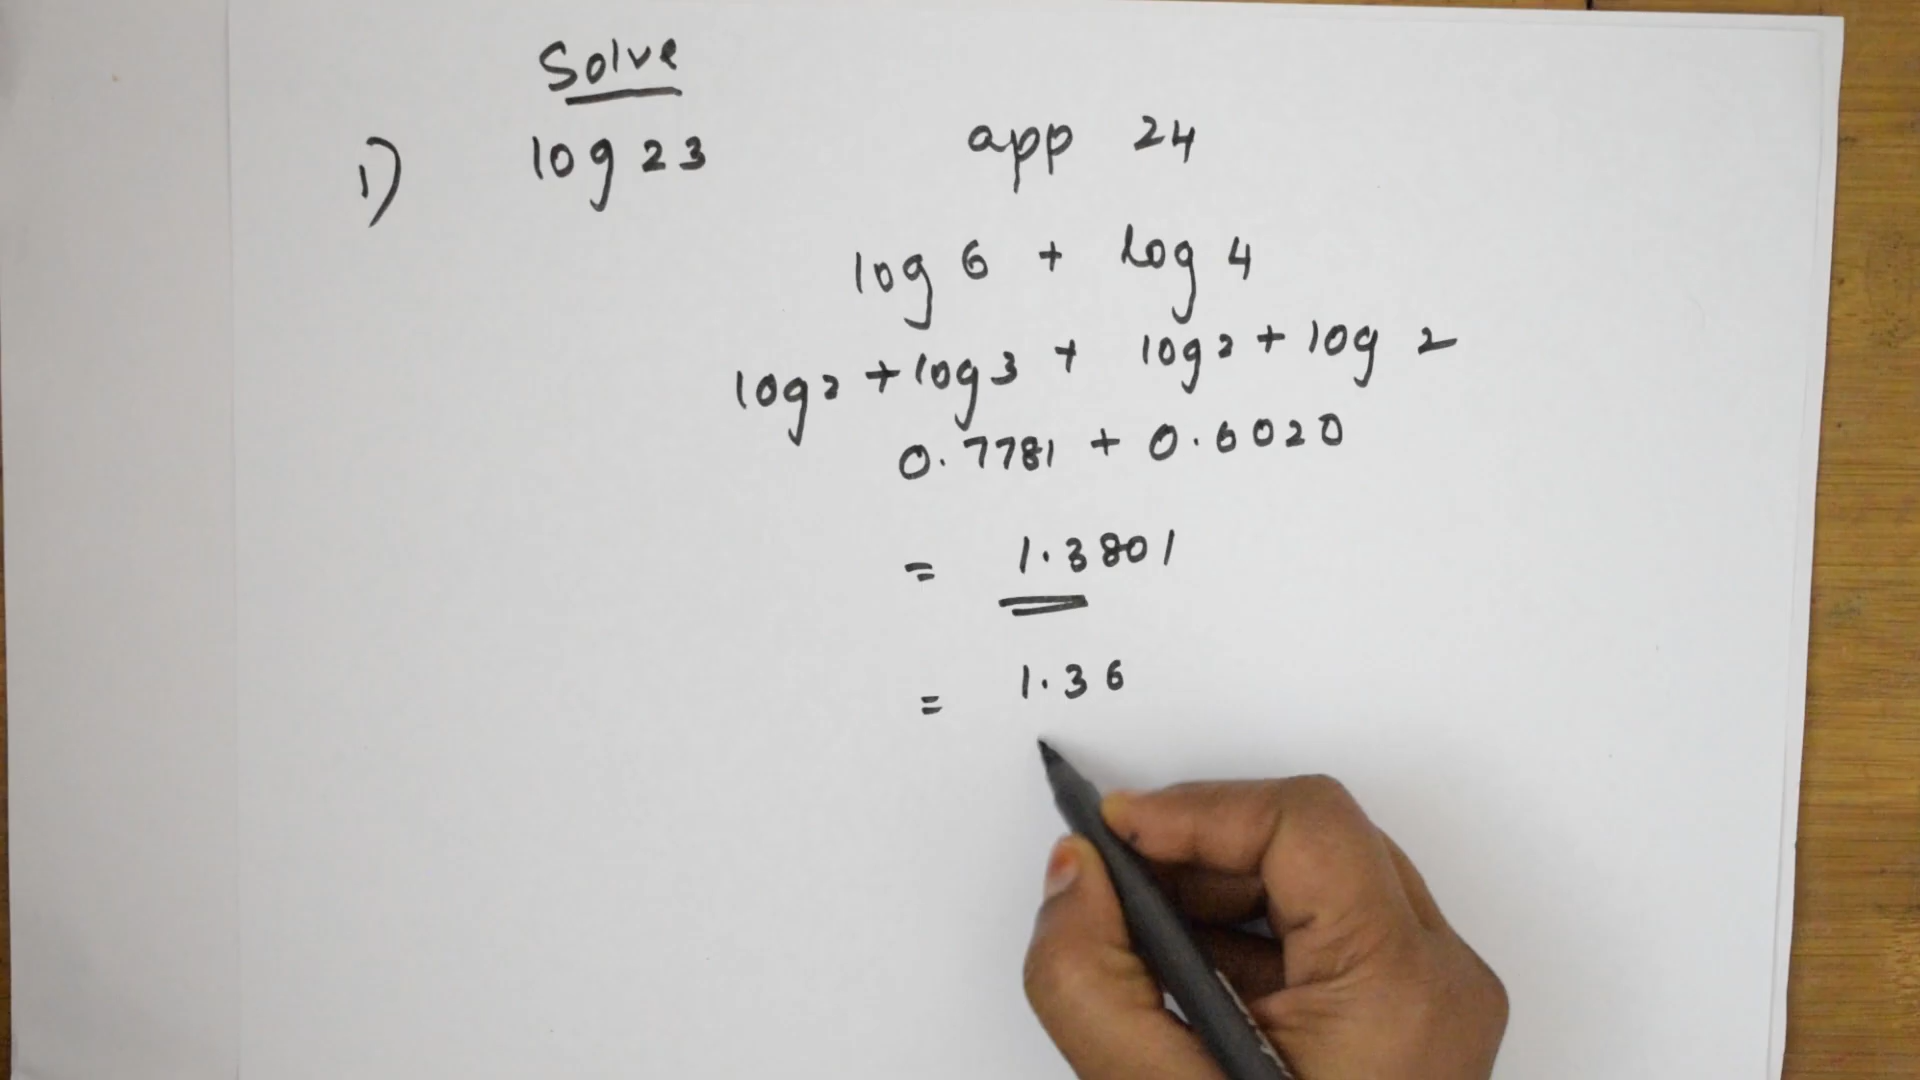 Solve
1) log 23 app 24
log 6 + log 4
log 2 + log 3 + log 2 + log 2
0.7781 + 0.6020
= 1.3801
= 1.36